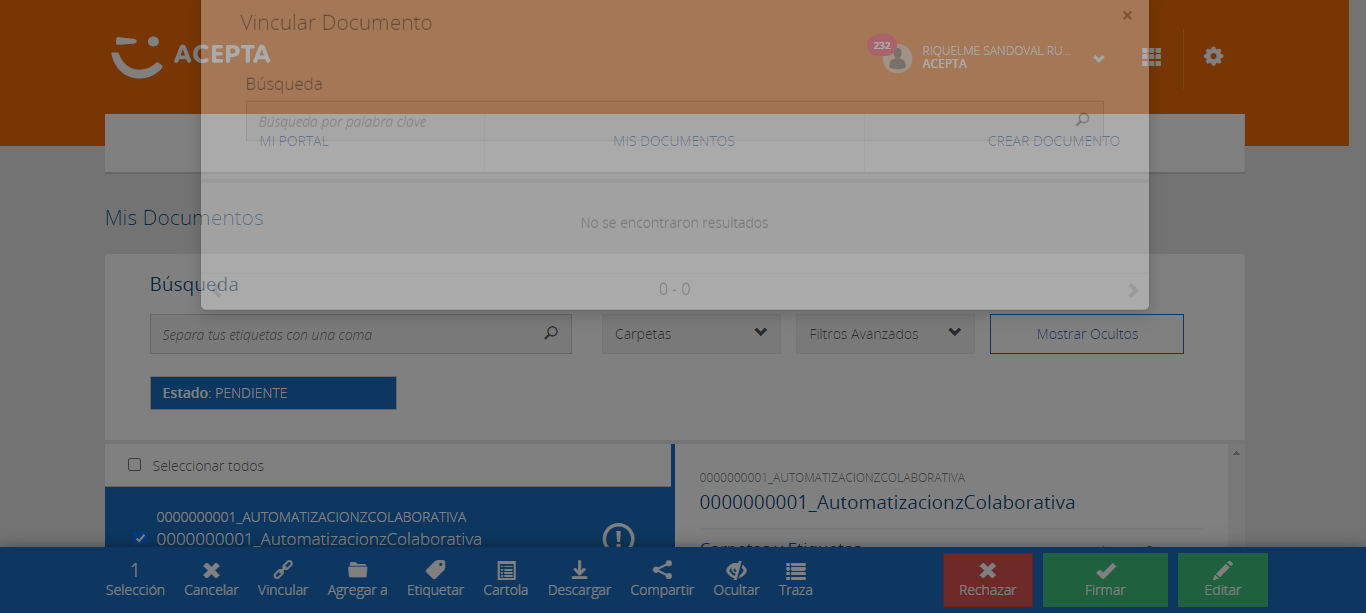 Vincular Documento
×
ACEPTA
232
RIQUELME SANDOVAL RU...
ACEPTA
Búsqueda
Búsqueda por palabra clave
MI PORTAL
MIS DOCUMENTOS
CREAR DOCUMENTO
Mis Documentos
No se encontraron resultados
Búsqueda
0 - 0
Separa tus etiquetas con una coma
Carpetas
Filtros Avanzados
Mostrar Ocultos
Estado: PENDIENTE
Seleccionar todos
0000000001_AUTOMATIZACIONZCOLABORATIVA
0000000001_AutomatizacionzColaborativa
0000000001_AUTOMATIZACIONZCOLABORATIVA
0000000001_AutomatizacionzColaborativa
Carpetas y Etiquetas
1
Selección
Cancelar
Vincular
Agregar a
Etiquetar
Cartola
Descargar
Compartir
Ocultar
Traza
Rechazar
Firmar
Editar